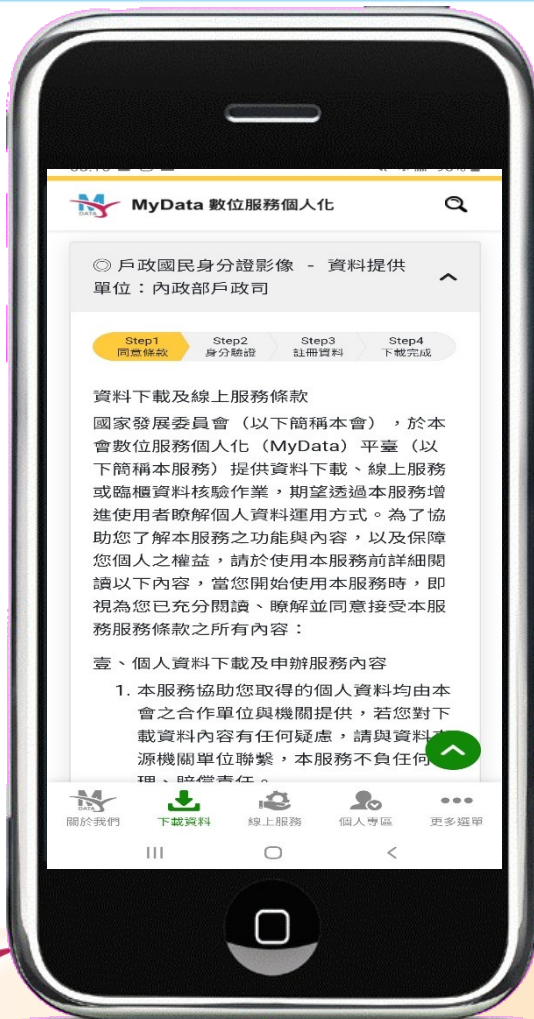 MyData 數位服務個人化
◎ 戶政國民身分證影像 - 資料提供
單位：內政部戶政司
Step1
同意條款
Step2
身分驗證
Step3
註冊資料
Step4
下載完成
資料下載及線上服務條款
國家發展委員會（以下簡稱本會），於本
會數位服務個人化（MyData）平臺（以
下簡稱本服務）提供資料下載、線上服務
或臨櫃資料核驗作業，期望透過本服務增
進使用者瞭解個人資料運用方式。為了協
助您了解本服務之功能與內容，以及保障
您個人之權益，請於使用本服務前詳細閱
讀以下內容，當您開始使用本服務時，即
視為您已充分閱讀、瞭解並同意接受本服
務服務條款之所有內容：
壹、個人資料下載及申辦服務內容
1. 本服務協助您取得的個人資料均由本
會之合作單位與機關提供，若您對下
載資料內容有任何疑慮，請與資料
源機關單位聯繫，本服務不負任何
關於我們
下載資料
線上服務
個人專區
更多選單